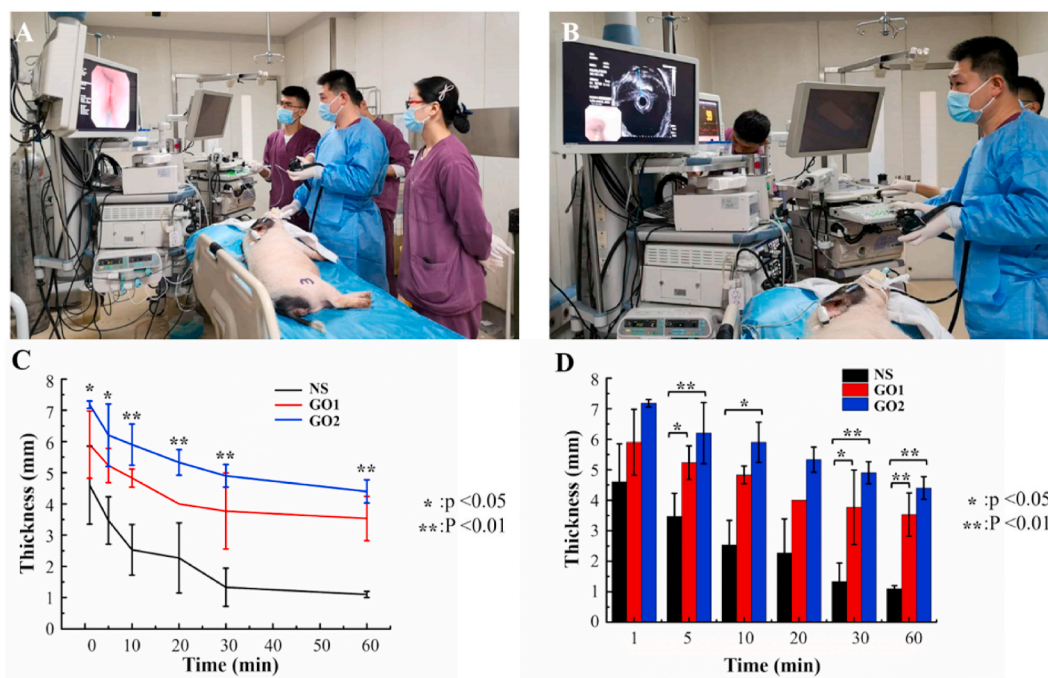 A
B
C
8
7
6
5
4
3
2
1
0
Thickness (mm)
* * ** ** ** **
NS
GO1
GO2
0 10 20 30 40 50 60
Time (min)
* :p <0.05
**:P <0.01
D
8
7
6
5
4
3
2
1
0
Thickness (mm)
NS
GO1
GO2
**
*
*
**
*
**
**
1 5 10 20 30 60
Time (min)
* :p <0.05
**:P <0.01